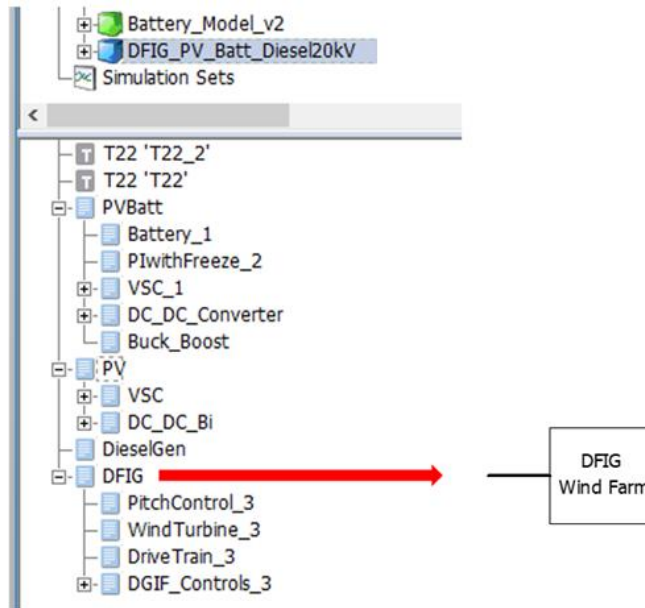 Battery_Model_v2
DFIG_PV_Batt_Diesel20kV
Simulation Sets
<
T T22 'T22_2'
T T22 'T22'
PVBatt
Battery_1
PIwithFreeze_2
VSC_1
DC_DC_Converter
Buck_Boost
PV
VSC
DC_DC_Bi
DieselGen
DFIG
PitchControl_3
WindTurbine_3
DriveTrain_3
DGIF_Controls_3
DFIG
Wind Farm